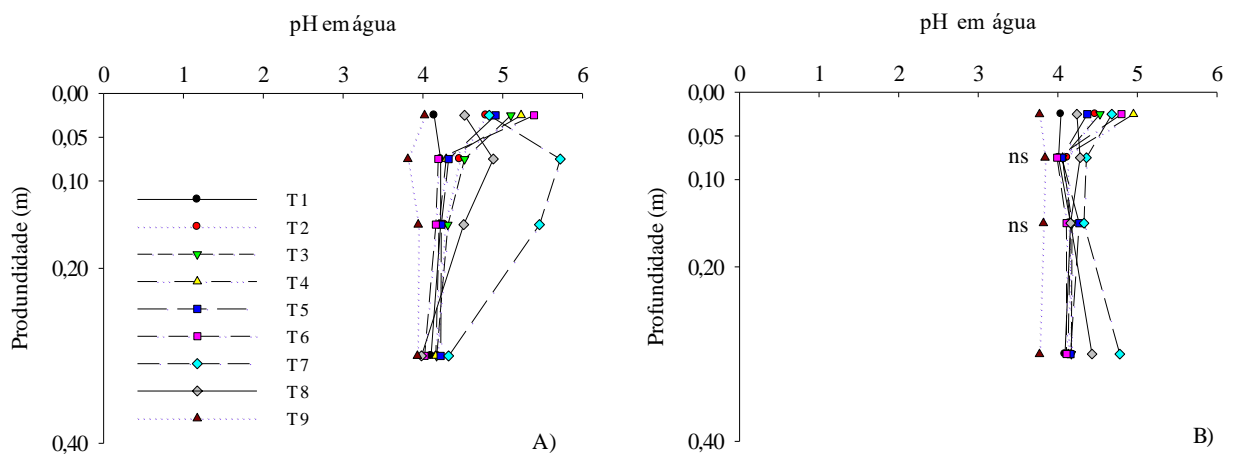 pH em água
0 1 2 3 4 5 6
0,00
0,05
0,10
0,20
0,40
Produndidade (m)
T1
T2
T3
T4
T5
T6
T7
T8
T9
A)
pH em água
0 1 2 3 4 5 6
0,00
0,05
ns
0,10
ns
0,20
0,40
Profundidade (m)
B)